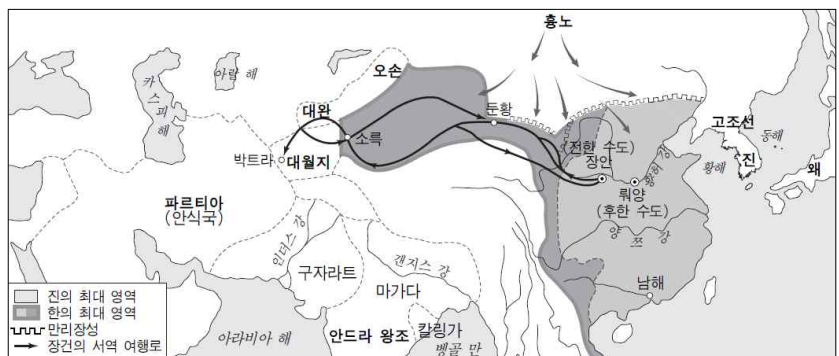 흉노
카스피 해
아랄 해
오손
대완
둔황
소륵
박트라
대월지
(전한 수도)
장안
고조선
동해
진
황해
왜
황허 강
뤄양
(후한 수도)
파르티아
(안식국)
인더스 강
양쯔 강
구자라트
갠지스 강
마가다
남해
진의 최대 영역
한의 최대 영역
만리장성
장건의 서역 여행로
아라비아 해
안드라 왕조
칼링가
벵골 만